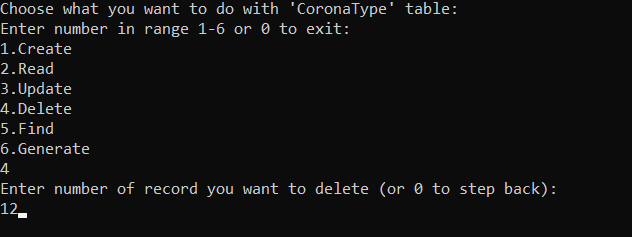 Choose what you want to do with 'CoronaType' table:
Enter number in range 1-6 or 0 to exit:
1.Create
2.Read
3.Update
4.Delete
5.Find
6.Generate
4
Enter number of record you want to delete (or 0 to step back):
12